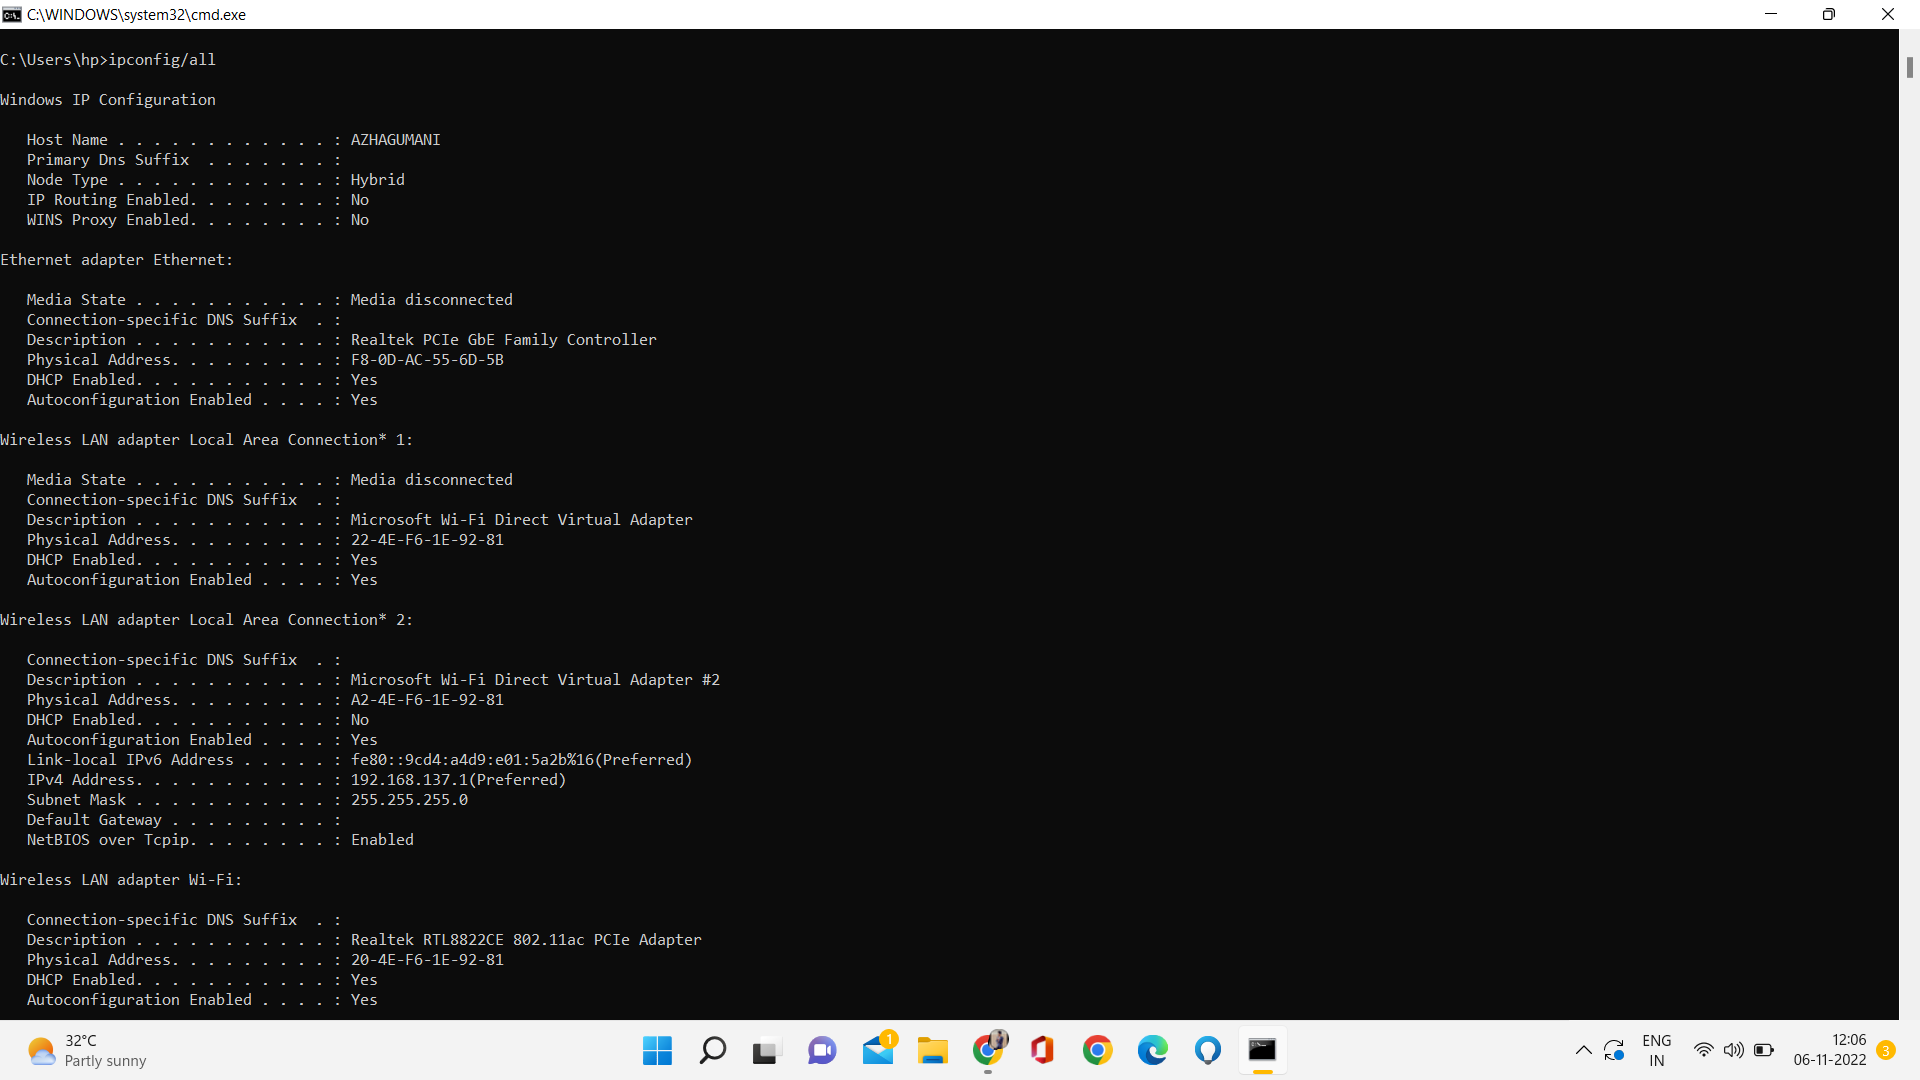 C:\WINDOWS\system32\cmd.exe
C:\Users\hp>ipconfig/all
Windows IP Configuration
Host Name . . . . . . . . . . . . : AZHAGUMANI
Primary Dns Suffix  . . . . . . . :
Node Type . . . . . . . . . . . . : Hybrid
IP Routing Enabled. . . . . . . . : No
WINS Proxy Enabled. . . . . . . . : No
Ethernet adapter Ethernet:
Media State . . . . . . . . . . . : Media disconnected
Connection-specific DNS Suffix  . :
Description . . . . . . . . . . . : Realtek PCIe GbE Family Controller
Physical Address. . . . . . . . . : F8-0D-AC-55-6D-5B
DHCP Enabled. . . . . . . . . . . : Yes
Autoconfiguration Enabled . . . . : Yes
Wireless LAN adapter Local Area Connection* 1:
Media State . . . . . . . . . . . : Media disconnected
Connection-specific DNS Suffix  . :
Description . . . . . . . . . . . : Microsoft Wi-Fi Direct Virtual Adapter
Physical Address. . . . . . . . . : 22-4E-F6-1E-92-81
DHCP Enabled. . . . . . . . . . . : Yes
Autoconfiguration Enabled . . . . : Yes
Wireless LAN adapter Local Area Connection* 2:
Connection-specific DNS Suffix  . :
Description . . . . . . . . . . . : Microsoft Wi-Fi Direct Virtual Adapter #2
Physical Address. . . . . . . . . : A2-4E-F6-1E-92-81
DHCP Enabled. . . . . . . . . . . : No
Autoconfiguration Enabled . . . . : Yes
Link-local IPv6 Address . . . . . : fe80::9cd4:a4d9:e01:5a2b%16(Preferred)
IPv4 Address. . . . . . . . . . . : 192.168.137.1(Preferred)
Subnet Mask . . . . . . . . . . . : 255.255.255.0
Default Gateway . . . . . . . . . :
NetBIOS over Tcpip. . . . . . . . : Enabled
Wireless LAN adapter Wi-Fi:
Connection-specific DNS Suffix  . :
Description . . . . . . . . . . . : Realtek RTL8822CE 802.11ac PCIe Adapter
Physical Address. . . . . . . . . : 20-4E-F6-1E-92-81
DHCP Enabled. . . . . . . . . . . : Yes
Autoconfiguration Enabled . . . . : Yes
32°C
Partly sunny
1
ENG
IN
12:06
06-11-2022
3